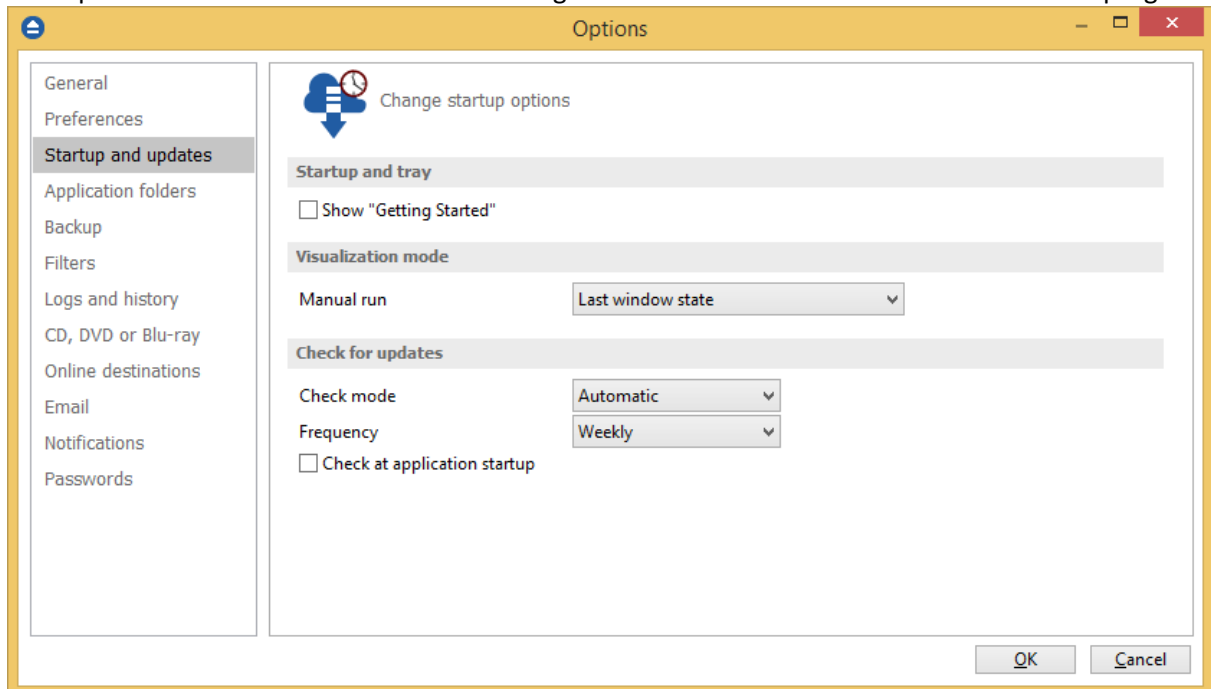 Options
General
Preferences
Startup and updates
Application folders
Backup
Filters
Logs and history
CD, DVD or Blu-ray
Online destinations
Email
Notifications
Passwords
Change startup options
Startup and tray
Show "Getting Started"
Visualization mode
Manual run Last window state
Check for updates
Check mode Automatic
Frequency Weekly
Check at application startup
OK Cancel